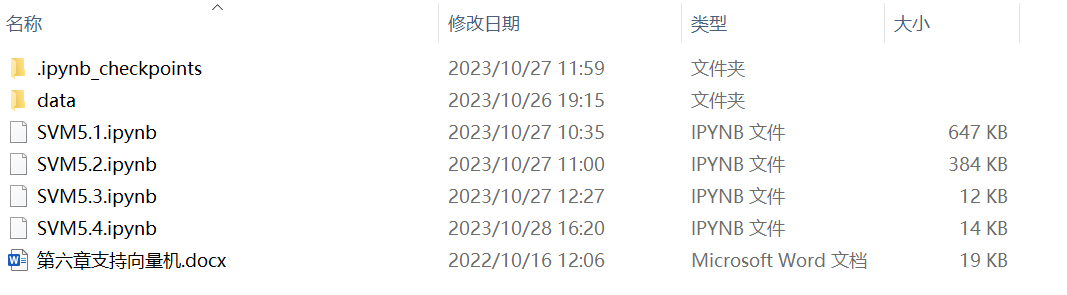 名称 修改日期 类型 大小
.ipynb_checkpoints 2023/10/27 11:59 文件夹
data 2023/10/26 19:15 文件夹
SVM5.1.ipynb 2023/10/27 10:35 IPYNB 文件 647 KB
SVM5.2.ipynb 2023/10/27 11:00 IPYNB 文件 384 KB
SVM5.3.ipynb 2023/10/27 12:27 IPYNB 文件 12 KB
SVM5.4.ipynb 2023/10/28 16:20 IPYNB 文件 14 KB
第六章支持向量机.docx 2022/10/16 12:06 Microsoft Word 文档 19 KB